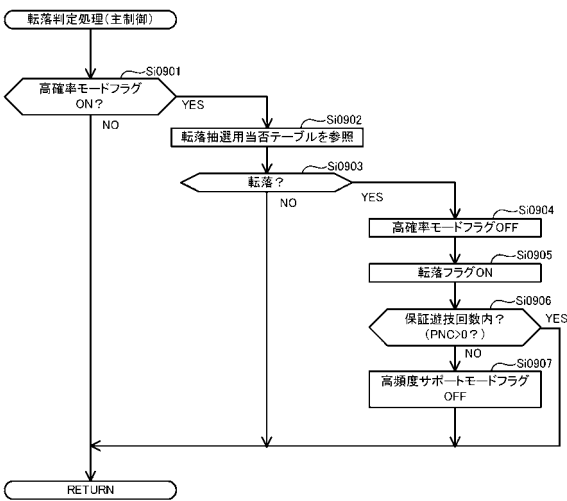 転落判定処理(主制御)
Si0901
高確率モードフラグ
ON?
YES
NO
Si0902
転落抽選用当否テーブルを参照
Si0903
転落?
YES
NO
Si0904
高確率モードフラグOFF
Si0905
転落フラグON
Si0906
保証遊技回数内?
(PNC>0?)
YES
NO
Si0907
高頻度サポートモードフラグ
OFF
RETURN